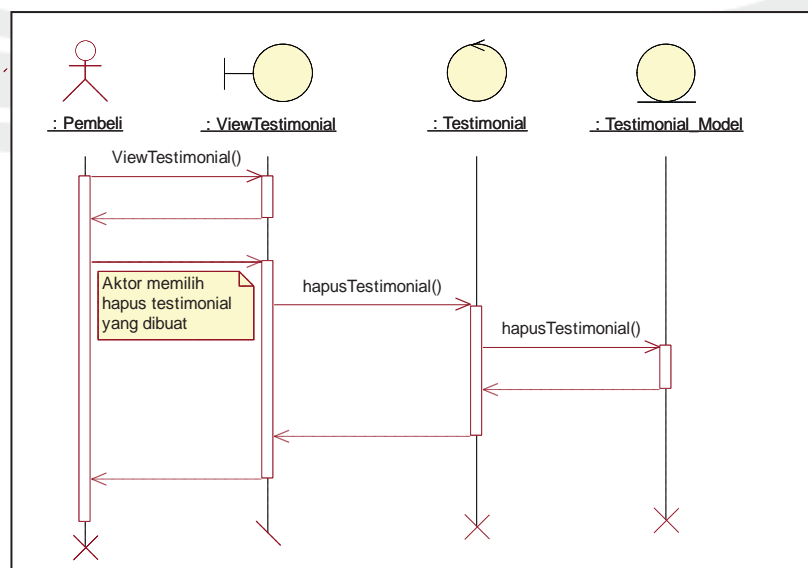 : Pembeli
: ViewTestimonial
: Testimonial
: Testimonial_Model
ViewTestimonial()
Aktor memilih
hapus testimonial
yang dibuat
hapusTestimonial()
hapusTestimonial()